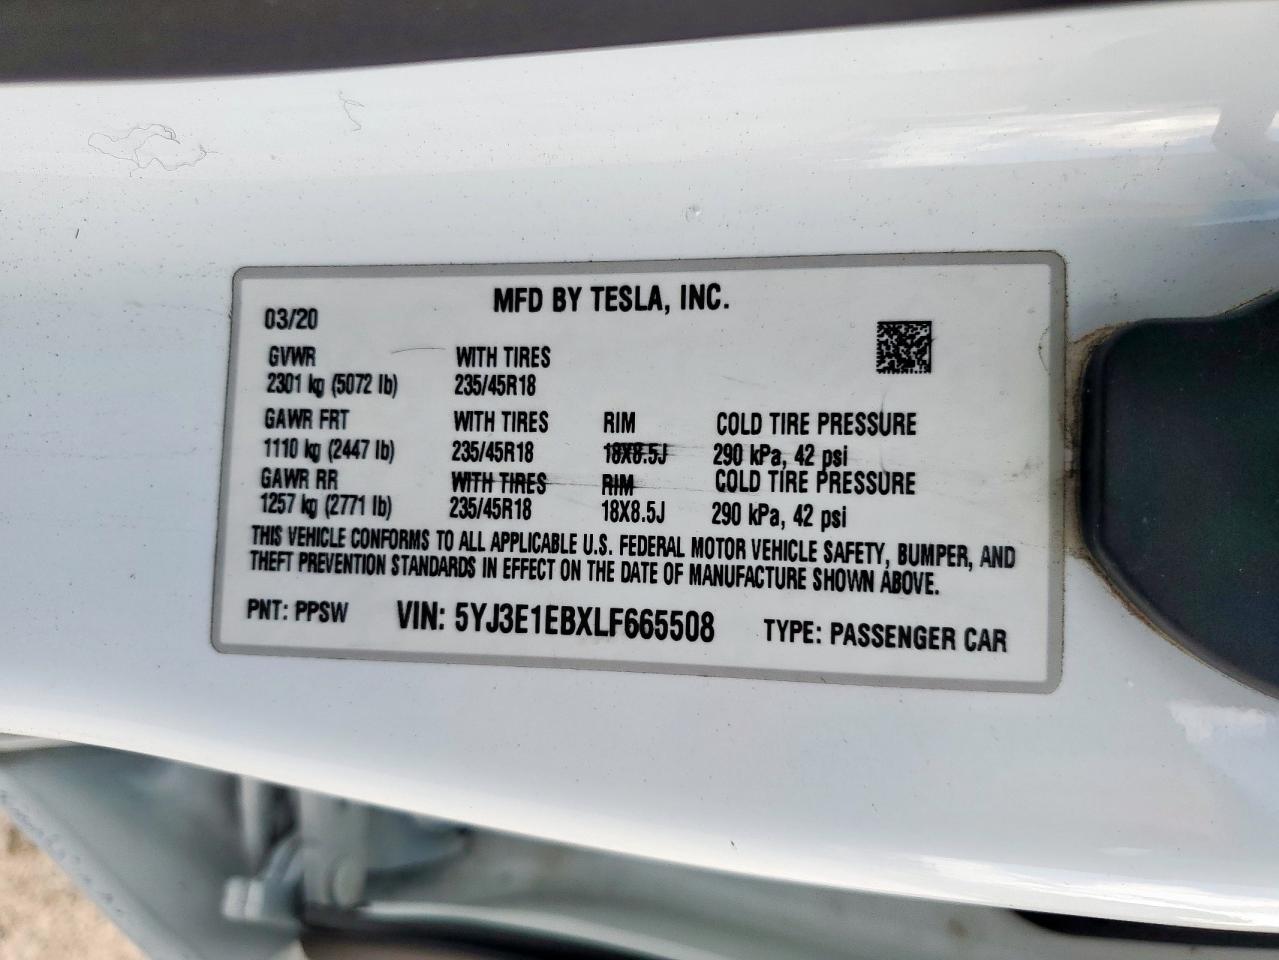 MFD BY TESLA, INC.
03/20
GVWR WITH TIRES
2301 kg (5072 lb) 235/45R18
GAWR FRT WITH TIRES RIM COLD TIRE PRESSURE
1110 kg (2447 lb) 235/45R18 18X8.5J 290 kPa, 42 psi
GAWR RR WITH TIRES RIM COLD TIRE PRESSURE
1257 kg (2771 lb) 235/45R18 18X8.5J 290 kPa, 42 psi
THIS VEHICLE CONFORMS TO ALL APPLICABLE U.S. FEDERAL MOTOR VEHICLE SAFETY, BUMPER, AND
THEFT PREVENTION STANDARDS IN EFFECT ON THE DATE OF MANUFACTURE SHOWN ABOVE.
PNT: PPSW VIN: 5YJ3E1EBXLF665508 TYPE: PASSENGER CAR